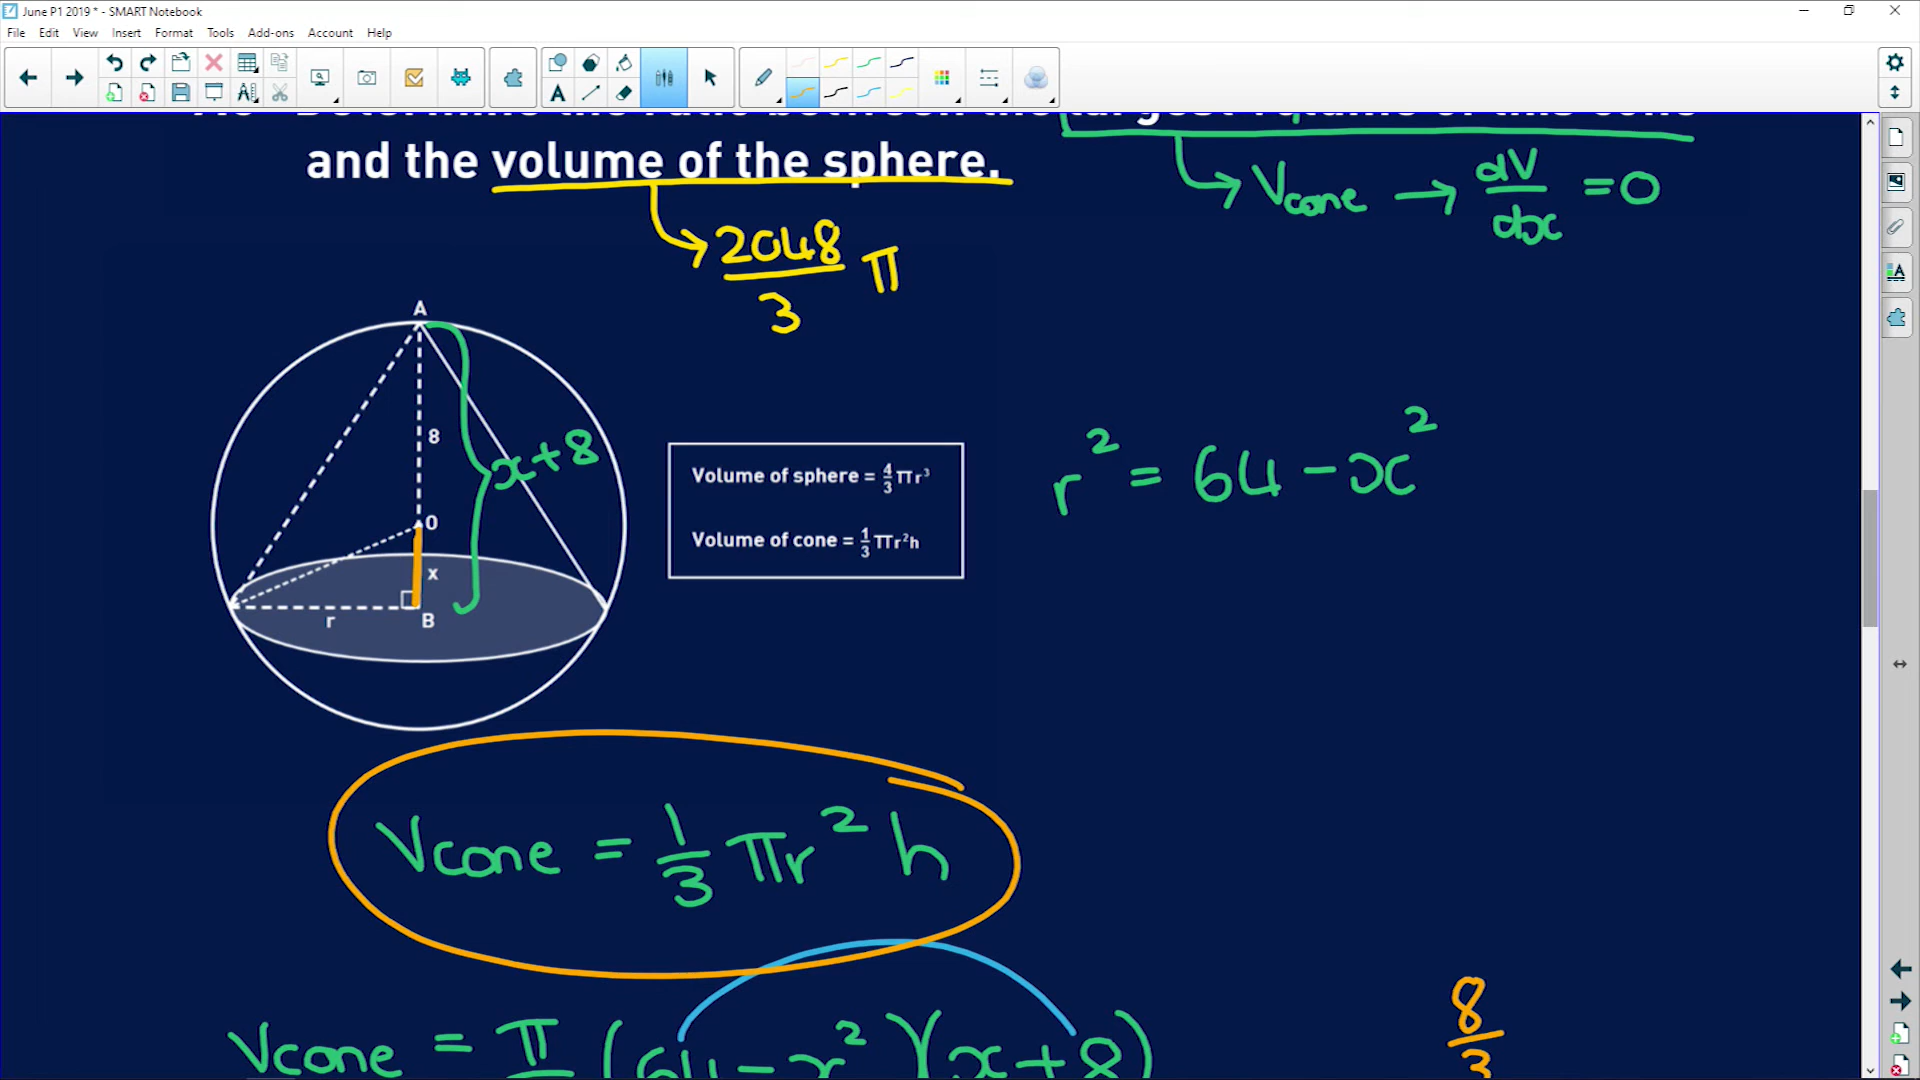 June P1 2019 * - SMART Notebook
File Edit View Insert Format Tools Add-ons Account Help
and the volume of the sphere.
Vcone → dV/dx = 0
2048/3 π
A
8
x+8
O
x
B
r
Volume of sphere = 4/3 πr³
Volume of cone = 1/3 πr²h
r² = 64 - x²
Vcone = 1/3 πr² h
Vcone = π (64 - x²)(x+8)
8/3